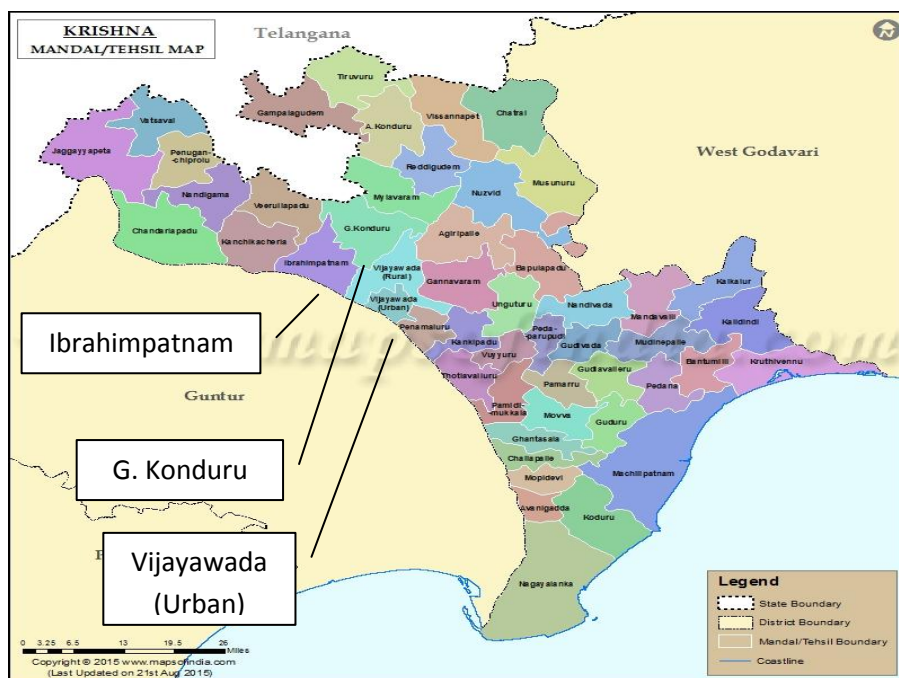 KRISHNA
MANDAL/TEHSIL MAP
Telangana
Tiruvuru
Gampalagudem
Vissannapet
Chatrai
Vatsavai
A.Konduru
Jaggayyapeta
Penugan-
chiprolu
Reddigudem
West Godavari
Musunuru
Nandigama
Mylavaram
Nuzvid
Veerullapadu
Chandarlapadu
G.Konduru
Agiripalle
Kanchikacherla
Ibrahimpatnam
Vijayawada
(Rural)
Gannavaram
Bapulapadu
Kaikalur
Vijayawada
(Urban)
Unguturu
Nandivada
Mandavalli
Kalidindi
Ibrahimpatnam
Penamaluru
Kankipadu
Peda-
parupudi
Gudivada
Mudinepalle
Vuyyuru
Bantumilli
Kruthivennu
Thotlavalluru
Gudlavalleru
Pamarru
Pedana
Guntur
Pamidi-
mukkala
Movva
Guduru
Ghantasala
G. Konduru
Challapalle
Machilipatnam
Mopidevi
Avanigadda
Koduru
Vijayawada
(Urban)
Nagayalanka
Legend
State Boundary
District Boundary
Mandal/Tehsil Boundary
Coastline
0 3.25 6.5 13 19.5 26
Miles
Copyright © 2015 www.mapsofindia.com
(Last Updated on 21st Aug 2015)